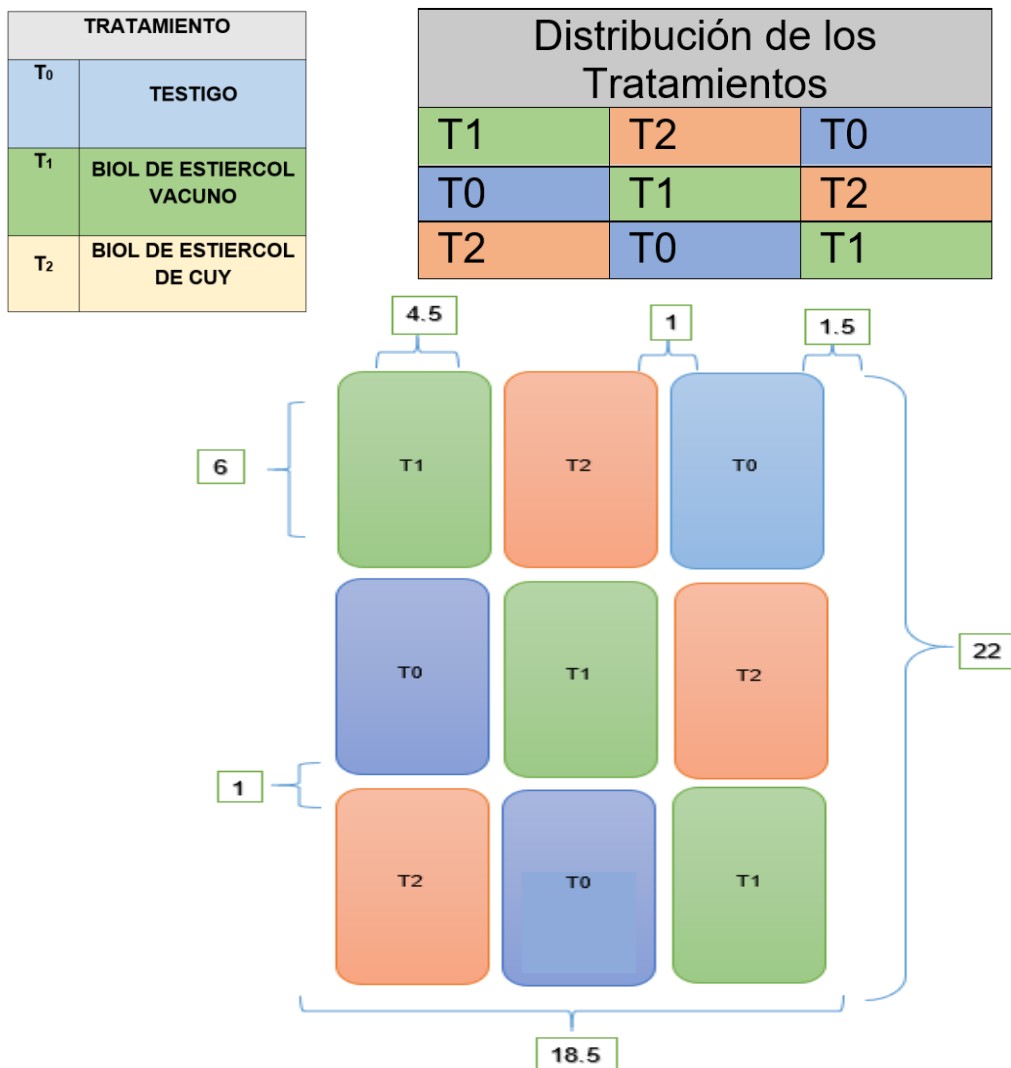 TRATAMIENTO
T0
TESTIGO
T1
BIOL DE ESTIERCOL
VACUNO
T2
BIOL DE ESTIERCOL
DE CUY
Distribución de los
Tratamientos
T1 T2 T0
T0 T1 T2
T2 T0 T1
4.5
1
1.5
6
T1 T2 T0
T0 T1 T2
22
1
T2 T0 T1
18.5